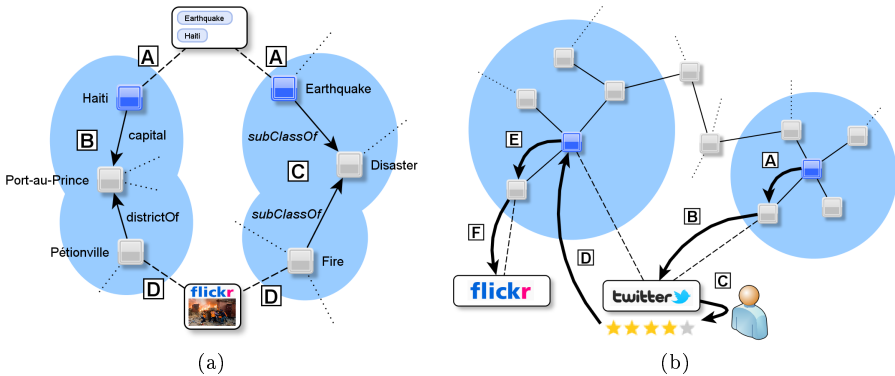 Earthquake
Haiti
A
A
Haiti
Earthquake
B
capital
subClassOf
C
Disaster
Port-au-Prince
districtOf
subClassOf
Pétionville
Fire
D
D
flickr
(a)
E
A
F
B
D
C
flickr
twitter
(b)